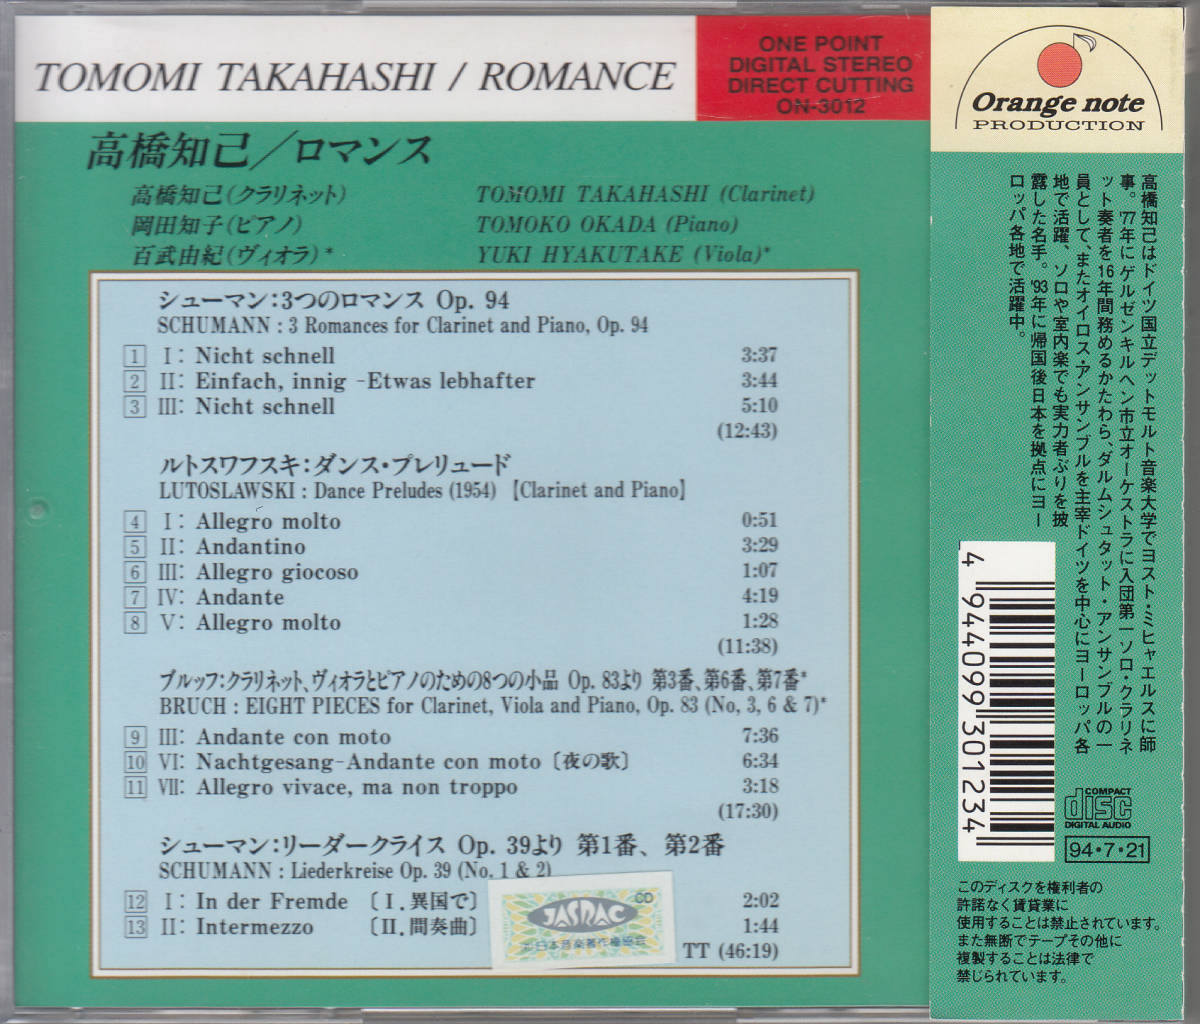 TOMOMI TAKAHASHI / ROMANCE
ONE POINT
DIGITAL STEREO
DIRECT CUTTING
ON-3012
高橋知己／ロマンス
高橋知己(クラリネット) TOMOMI TAKAHASHI (Clarinet)
岡田知子(ピアノ) TOMOKO OKADA (Piano)
百武由紀(ヴィオラ)* YUKI HYAKUTAKE (Viola)*
シューマン:3つのロマンス Op. 94
SCHUMANN : 3 Romances for Clarinet and Piano, Op. 94
1 I: Nicht schnell 3:37
2 II: Einfach, innig -Etwas lebhafter 3:44
3 III: Nicht schnell 5:10
(12:43)
ルトスワフスキ:ダンス・プレリュード
LUTOSLAWSKI : Dance Preludes (1954) 【Clarinet and Piano】
4 I: Allegro molto 0:51
5 II: Andantino 3:29
6 III: Allegro giocoso 1:07
7 IV: Andante 4:19
8 V: Allegro molto 1:28
(11:38)
ブルッフ:クラリネット、ヴィオラとピアノのための8つの小品 Op. 83より 第3番、第6番、第7番*
BRUCH : EIGHT PIECES for Clarinet, Viola and Piano, Op. 83 (No, 3, 6 & 7)*
9 III: Andante con moto 7:36
10 VI: Nachtgesang-Andante con moto〔夜の歌〕 6:34
11 VII: Allegro vivace, ma non troppo 3:18
(17:30)
シューマン:リーダークライス Op. 39より 第1番、第2番
SCHUMANN : Liederkreise Op. 39 (No. 1 & 2)
12 I: In der Fremde 〔I.異国で〕 2:02
13 II: Intermezzo 〔II.間奏曲〕 1:44
TT (46:19)
CD
JASRAC
日本音楽著作権協会
Orange note
PRODUCTION
高橋知己はドイツ国立デットモルト音楽大学でヨスト・ミヒャエルスに師
事。'77年にゲルゼンキルヘン市立オーケストラに入団第一ソロ・クラリネ
ット奏者を16年間務めるかたわら、ダルムシュタット・アンサンブルの一
員として、またオイロス・アンサンブルを主宰ドイツを中心にヨーロッパ各
地で活躍、ソロや室内楽でも実力者ぶりを披
露した名手。'93年に帰国後日本を拠点にヨー
ロッパ各地で活躍中。
4 944099 301234
COMPACT
disc
DIGITAL AUDIO
94・7・21
このディスクを権利者の
許諾なく賃貸業に
使用することは禁止されています。
また無断でテープその他に
複製することは法律で
禁じられています。